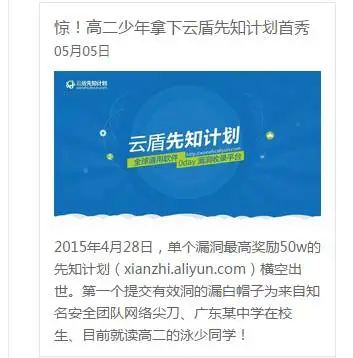 惊！高二少年拿下云盾先知计划首秀
05月05日
云盾先知计划
云盾先知计划
http://xianzhi.aliyun.com
全球通用软件 0day 漏洞收录平台
2015年4月28日，单个漏洞最高奖励50w的
先知计划（xianzhi.aliyun.com）横空出
世。第一个提交有效洞的漏白帽子为来自知
名安全团队网络尖刀、广东某中学在校
生、目前就读高二的泳少同学！